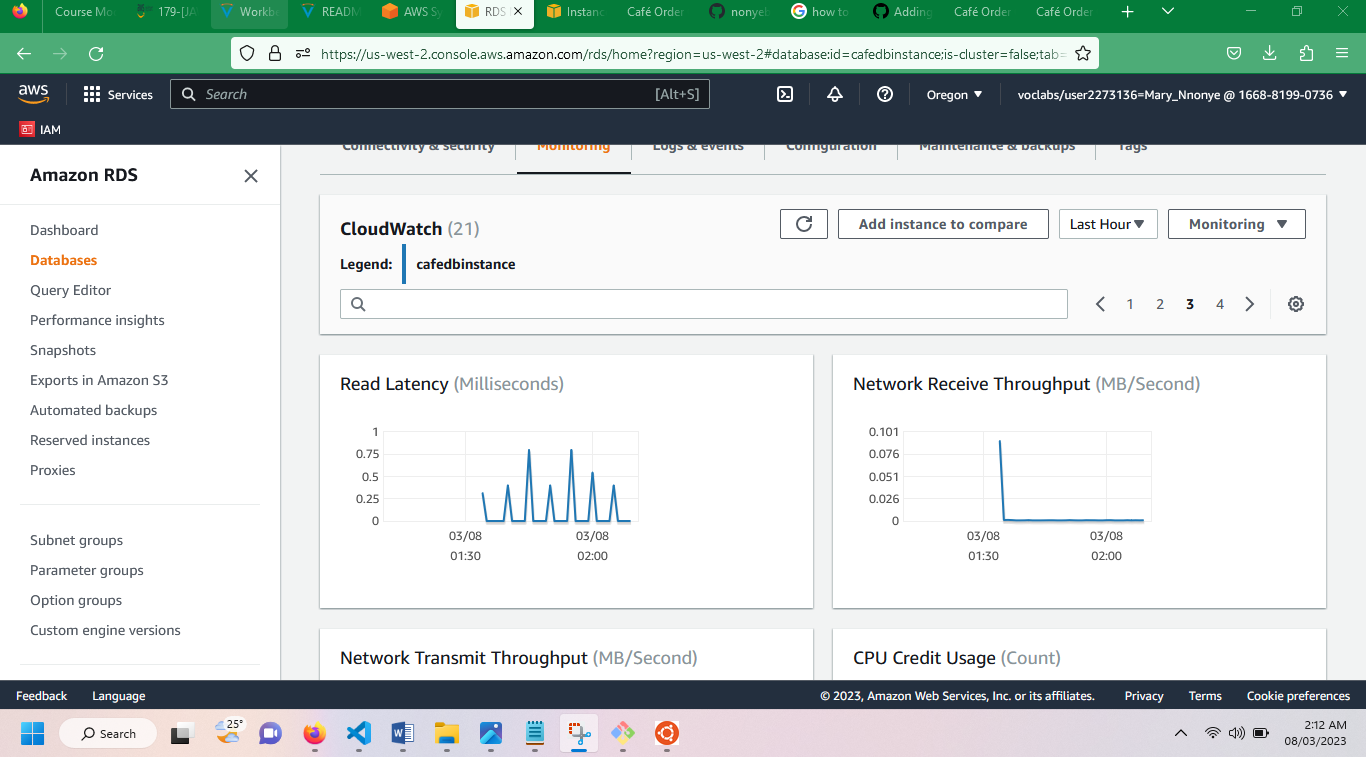 Course Mo
179-[JA
Workb
READM
AWS Sy
RDS
Instanc
Café Order
nonyeb
how to
Adding
Café Order
Café Order
https://us-west-2.console.aws.amazon.com/rds/home?region=us-west-2#database:id=cafedbinstance;is-cluster=false;tab=
aws
Services
Search
[Alt+S]
Oregon
voclabs/user2273136=Mary_Nnonye @ 1668-8199-0736
IAM
Amazon RDS
Dashboard
Databases
Query Editor
Performance insights
Snapshots
Exports in Amazon S3
Automated backups
Reserved instances
Proxies
Subnet groups
Parameter groups
Option groups
Custom engine versions
Connectivity & security
Monitoring
Logs & events
Configuration
Maintenance & backups
Tags
CloudWatch (21)
Add instance to compare
Last Hour
Monitoring
Legend: cafedbinstance
1 2 3 4
Read Latency (Milliseconds)
1
0.75
0.5
0.25
0
03/08 03/08
01:30 02:00
Network Receive Throughput (MB/Second)
0.101
0.076
0.051
0.026
0
03/08 03/08
01:30 02:00
Network Transmit Throughput (MB/Second)
CPU Credit Usage (Count)
Feedback Language
© 2023, Amazon Web Services, Inc. or its affiliates. Privacy Terms Cookie preferences
Search
25°
2:12 AM
08/03/2023